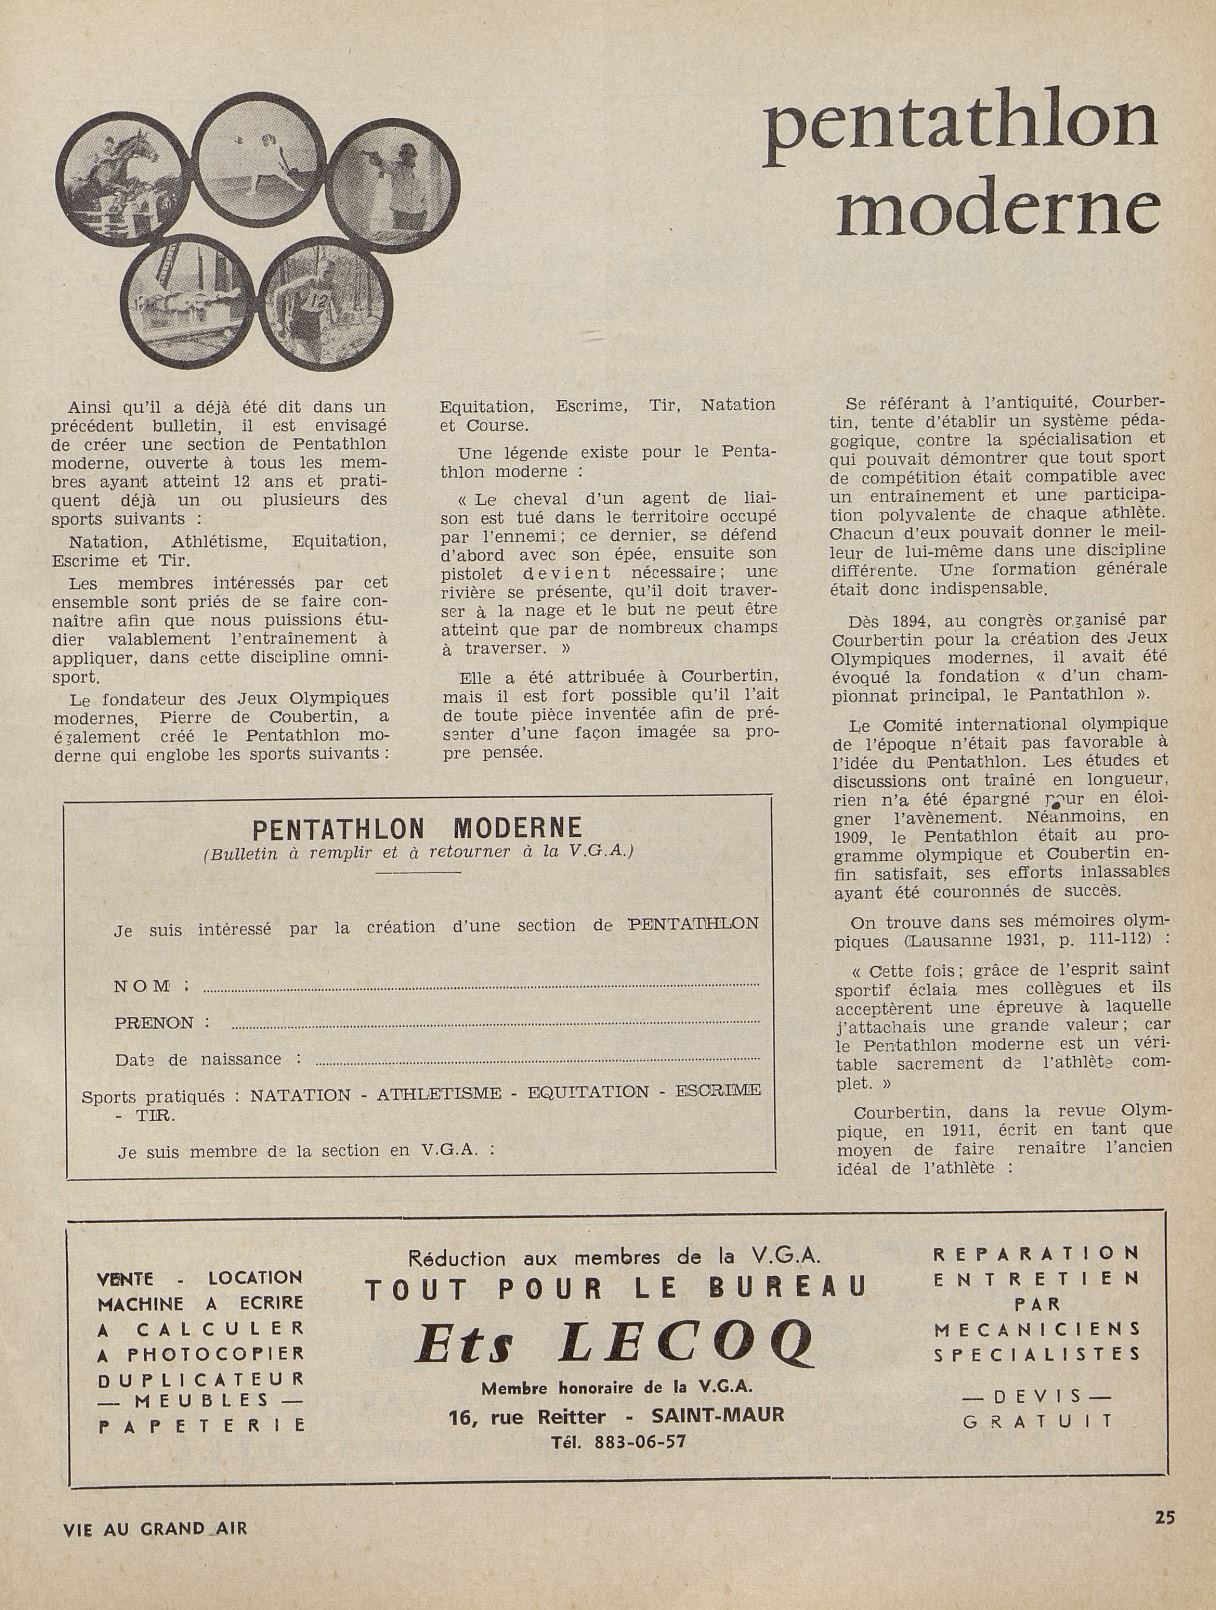 pentathlon
moderne
12
Ainsi qu'il a déjà été dit dans un
précédent bulletin, il est envisagé
de créer une section de Pentathlon
moderne, ouverte à tous les mem-
bres ayant atteint 12 ans et prati-
quent déjà un ou plusieurs des
sports suivants :
Natation, Athlétisme, Equitation,
Escrime et Tir.
Les membres intéressés par cet
ensemble sont priés de se faire con-
naître afin que nous puissions étu-
dier valablement l'entraînement à
appliquer, dans cette discipline omni-
sport.
Le fondateur des Jeux Olympiques
modernes, Pierre de Coubertin, a
également créé le Pentathlon mo-
derne qui englobe les sports suivants :
Equitation, Escrime, Tir, Natation
et Course.
Une légende existe pour le Penta-
thlon moderne :
« Le cheval d'un agent de liai-
son est tué dans le territoire occupé
par l'ennemi ; ce dernier, se défend
d'abord avec son épée, ensuite son
pistolet devient nécessaire ; une
rivière se présente, qu'il doit traver-
ser à la nage et le but ne peut être
atteint que par de nombreux champs
à traverser. »
Elle a été attribuée à Courbertin,
mais il est fort possible qu'il l'ait
de toute pièce inventée afin de pré-
senter d'une façon imagée sa pro-
pre pensée.
Se référant à l'antiquité, Courber-
tin, tente d'établir un système péda-
gogique, contre la spécialisation et
qui pouvait démontrer que tout sport
de compétition était compatible avec
un entraînement et une participa-
tion polyvalente de chaque athlète.
Chacun d'eux pouvait donner le meil-
leur de lui-même dans une discipline
différente. Une formation générale
était donc indispensable.
Dès 1894, au congrès organisé par
Courbertin pour la création des Jeux
Olympiques modernes, il avait été
évoqué la fondation « d'un cham-
pionnat principal, le Pantathlon ».
Le Comité international olympique
de l'époque n'était pas favorable à
l'idée du Pentathlon. Les études et
discussions ont traîné en longueur,
rien n'a été épargné pour en éloi-
gner l'avènement. Néanmoins, en
1909, le Pentathlon était au pro-
gramme olympique et Coubertin en-
fin satisfait, ses efforts inlassables
ayant été couronnés de succès.
On trouve dans ses mémoires olym-
piques (Lausanne 1931, p. 111-112) :
« Cette fois ; grâce de l'esprit saint
sportif éclaia mes collègues et ils
acceptèrent une épreuve à laquelle
j'attachais une grande valeur ; car
le Pentathlon moderne est un véri-
table sacrement de l'athlète com-
plet. »
Courbertin, dans la revue Olym-
pique, en 1911, écrit en tant que
moyen de faire renaître l'ancien
idéal de l'athlète :
PENTATHLON MODERNE
(Bulletin à remplir et à retourner à la V.G.A.)
Je suis intéressé par la création d'une section de PENTATHLON
NOM :
PRENON :
Date de naissance :
Sports pratiqués : NATATION - ATHLETISME - EQUITATION - ESCRIME
- TIR.
Je suis membre de la section en V.G.A. :
VENTE - LOCATION
MACHINE A ECRIRE
A CALCULER
A PHOTOCOPIER
DUPLICATEUR
— MEUBLES —
PAPETERIE
Réduction aux membres de la V.G.A.
TOUT POUR LE BUREAU
Ets LECOQ
Membre honoraire de la V.G.A.
16, rue Reitter - SAINT-MAUR
Tél. 883-06-57
REPARATION
ENTRETIEN
PAR
MECANICIENS
SPECIALISTES
— DEVIS —
GRATUIT
VIE AU GRAND AIR
25